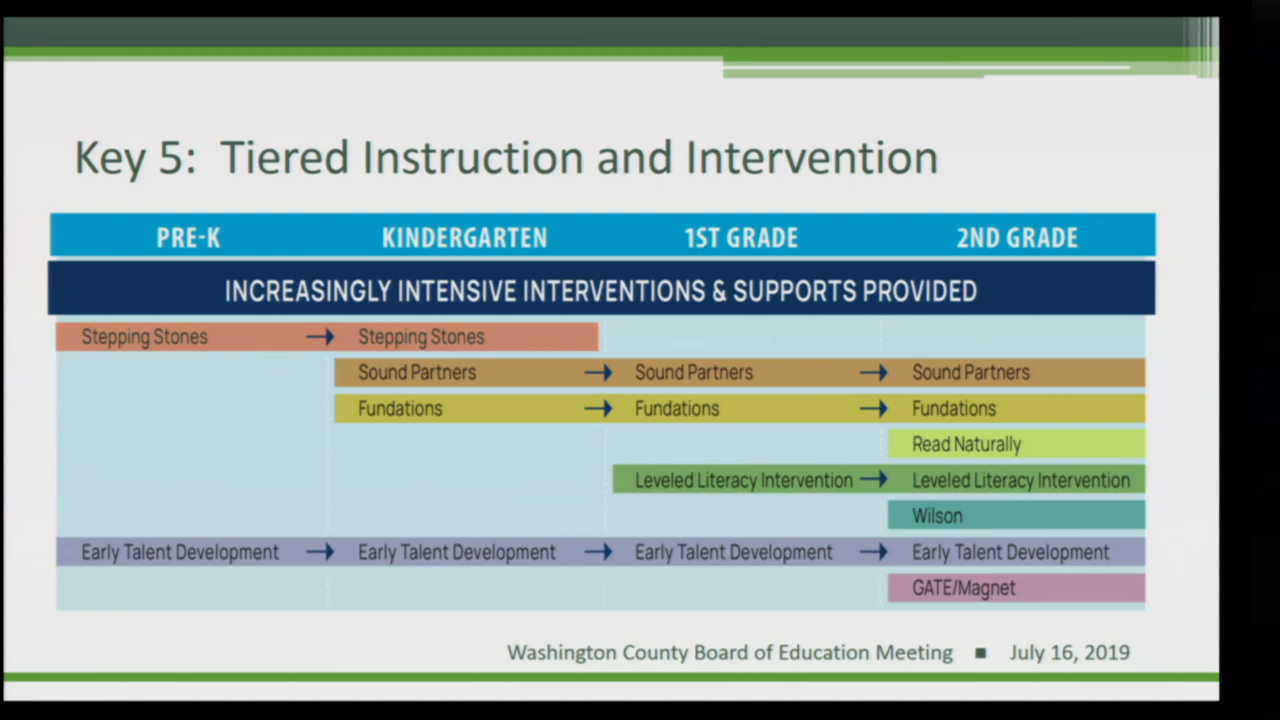 Key 5: Tiered Instruction and Intervention
PRE-K KINDERGARTEN 1ST GRADE 2ND GRADE
INCREASINGLY INTENSIVE INTERVENTIONS & SUPPORTS PROVIDED
Stepping Stones → Stepping Stones
Sound Partners → Sound Partners → Sound Partners
Fundations → Fundations → Fundations
Read Naturally
Leveled Literacy Intervention → Leveled Literacy Intervention
Wilson
Early Talent Development → Early Talent Development → Early Talent Development → Early Talent Development
GATE/Magnet
Washington County Board of Education Meeting ■ July 16, 2019